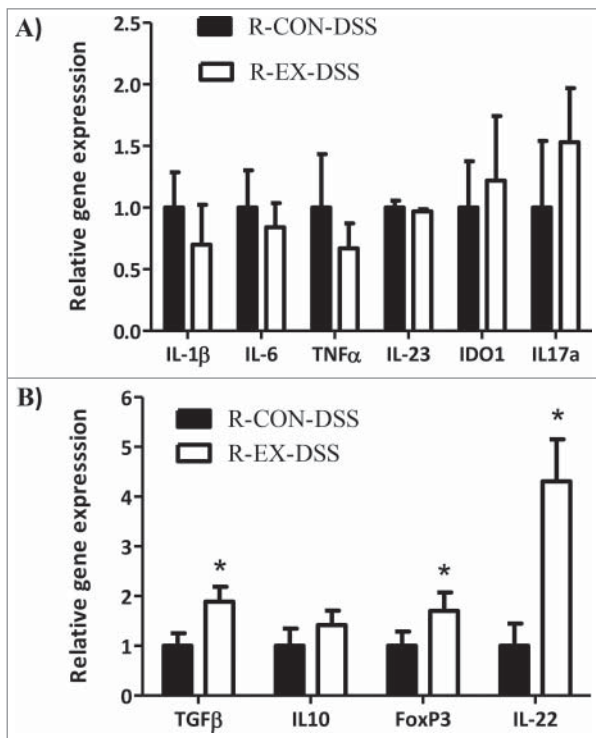 A)
R-CON-DSS
R-EX-DSS
Relative gene expresssion
2.5
2.0
1.5
1.0
0.5
0.0
IL-1β IL-6 TNFα IL-23 IDO1 IL17a
B)
R-CON-DSS
R-EX-DSS
Relative gene expresssion
6
5
4
3
2
1
0
* * *
TGFβ IL10 FoxP3 IL-22